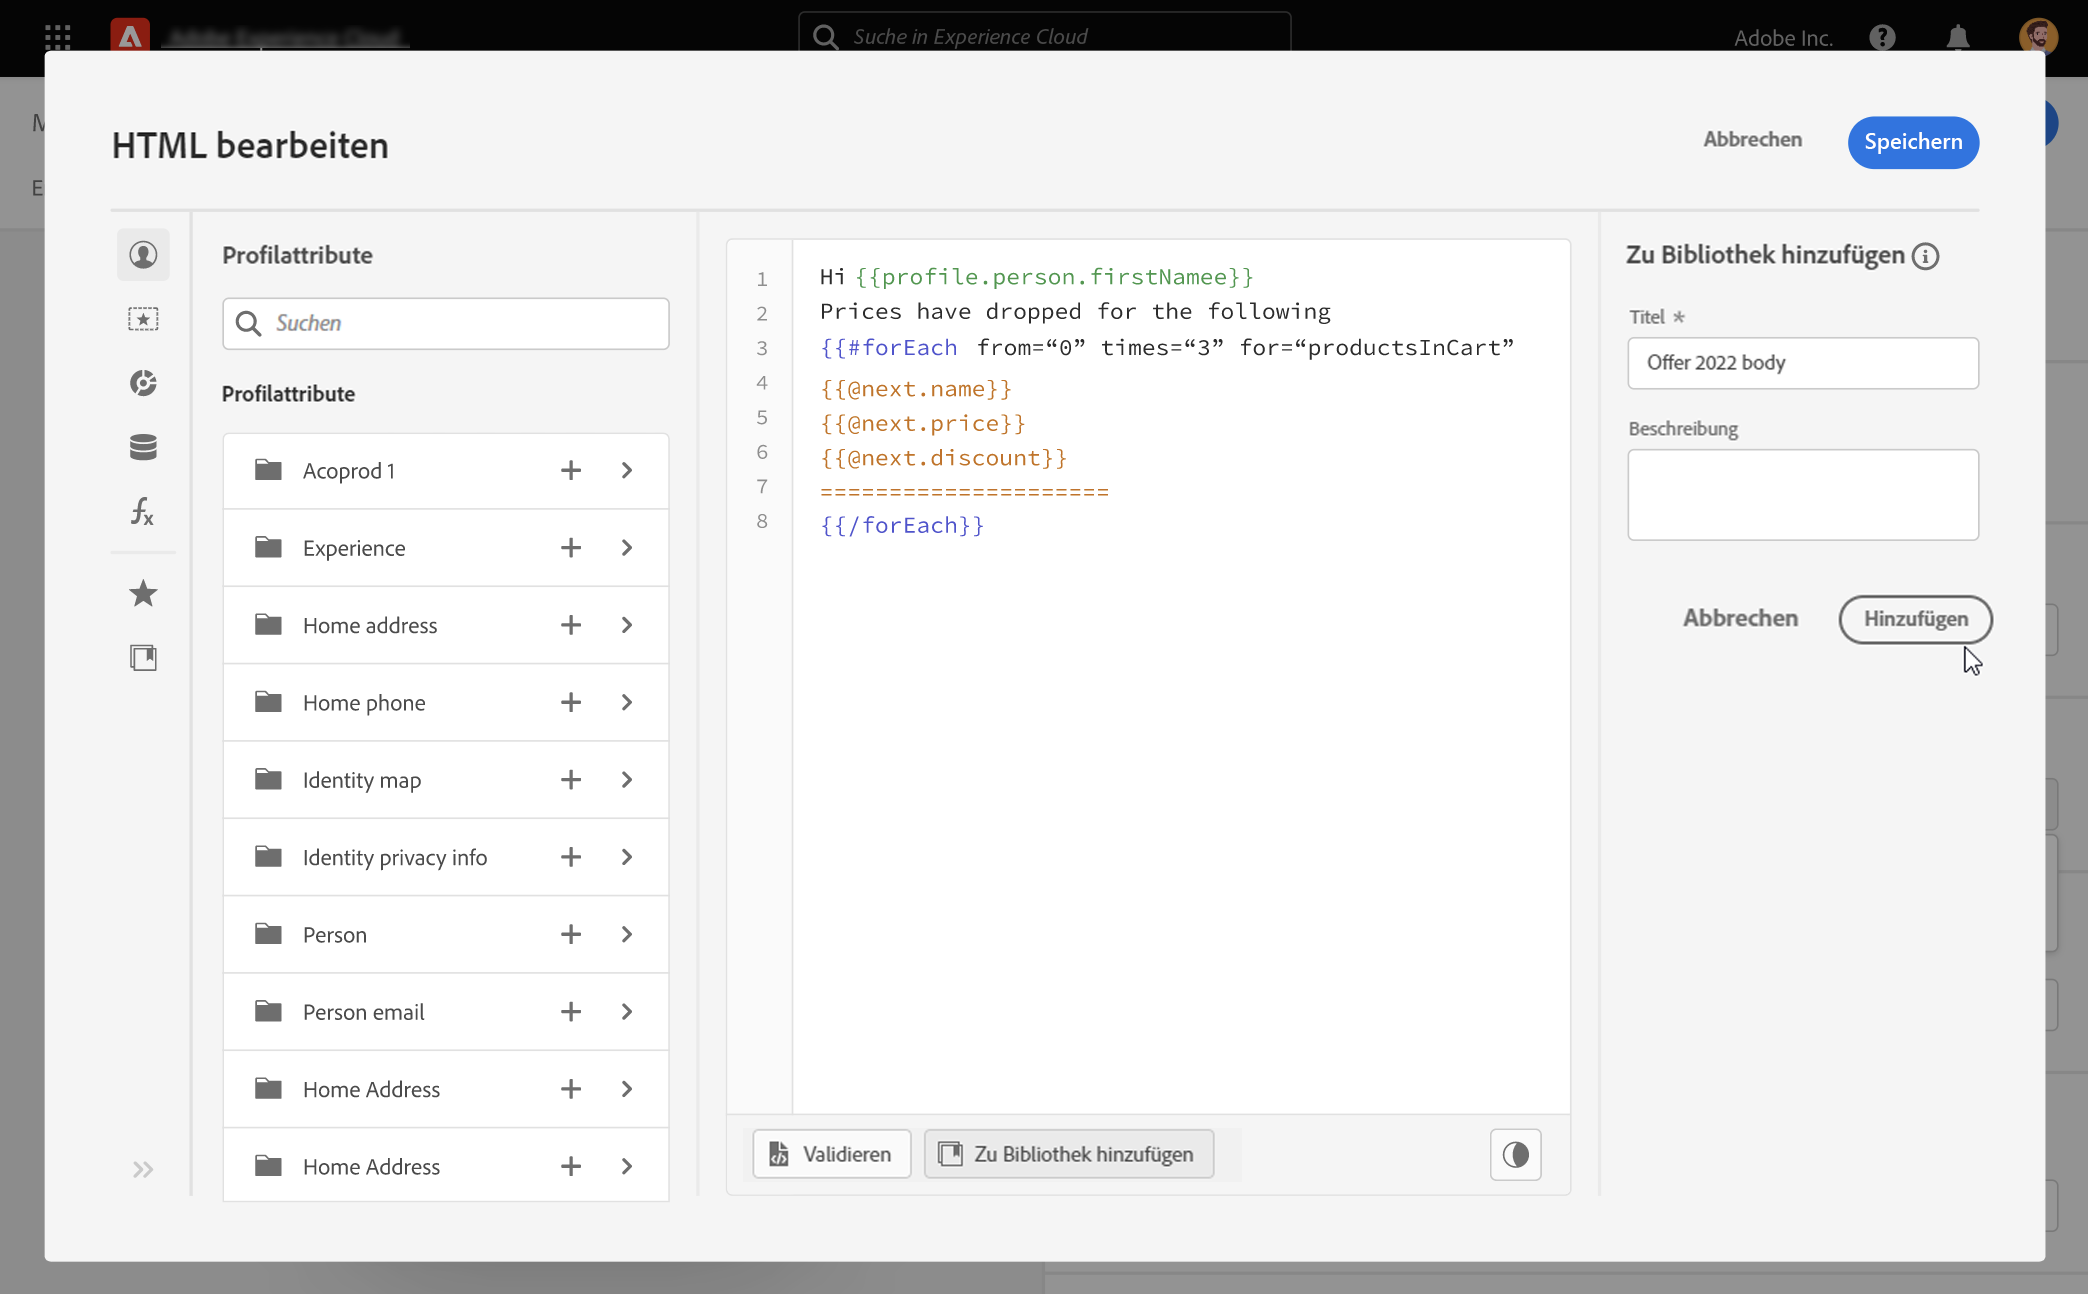 Suche in Experience Cloud
Adobe Inc.
HTML bearbeiten
Abbrechen
Speichern
Profilattribute
Suchen
Profilattribute
Acoprod 1
Experience
Home address
Home phone
Identity map
Identity privacy info
Person
Person email
Home Address
Home Address
1 Hi {{profile.person.firstNamee}}
2 Prices have dropped for the following
3 {{#forEach from=“0” times=“3” for=“productsInCart”
4 {{@next.name}}
5 {{@next.price}}
6 {{@next.discount}}
7 =====================
8 {{/forEach}}
Validieren
Zu Bibliothek hinzufügen
Zu Bibliothek hinzufügen
Titel *
Offer 2022 body
Beschreibung
Abbrechen
Hinzufügen